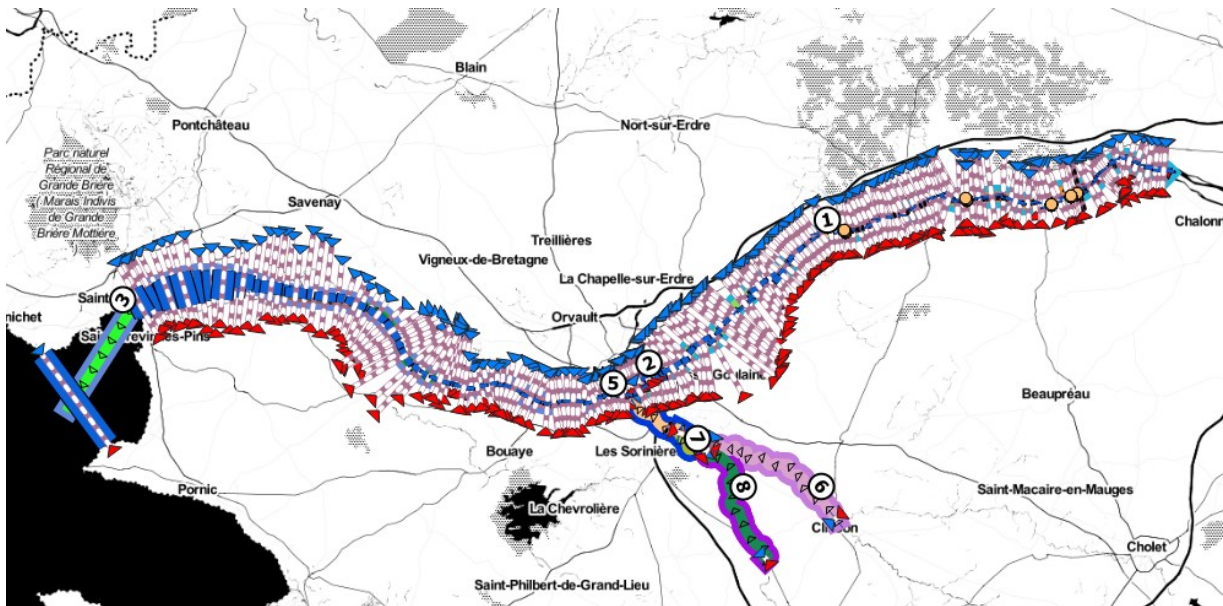 Blain
Pontchâteau
Nort-sur-Erdre
Parc naturel
Régional de
Grande Brière
( Marais Indivis
de Grande
Brière Mottière)
Savenay
Treillières
Vigneux-de-Bretagne
La Chapelle-sur-Erdre
Orvault
1
Chalonn
3
2
5
Beaupréau
Bouaye
Les Sorinière
7
Pornic
8
6
Saint-Macaire-en-Mauges
La Chevrolière
Cholet
Saint-Philbert-de-Grand-Lieu